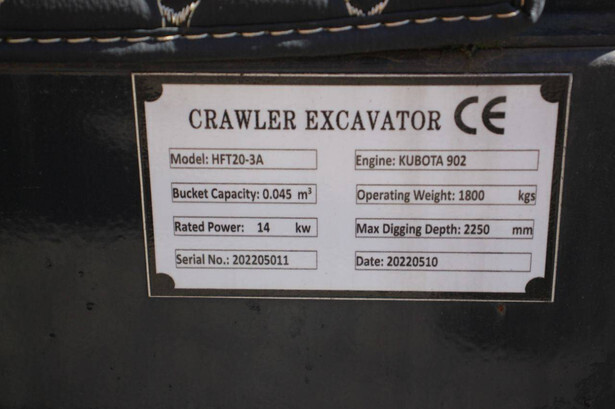 CRAWLER EXCAVATOR CE
Model: HFT20-3A Engine: KUBOTA 902
Bucket Capacity: 0.045 m³ Operating Weight: 1800 kgs
Rated Power: 14 kw Max Digging Depth: 2250 mm
Serial No.: 202205011 Date: 20220510